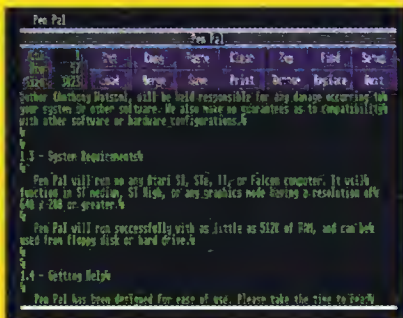 Pen Pal
Pen Pal
Cut Copy Paste Clear Find Setup
Load Merge Save Print Replace Quit
Author (Anthony Watson), will be held responsible for any damage occurring to%
your system or other software. We also make no guarantees as to compatibility%
with other software or hardware configurations.%
%
%
1.3 - System Requirements%
%
Pen Pal will run on any Atari ST, STe, TT, or Falcon computer. It will%
function in ST medium, ST High, or any graphics mode having a resolution of%
640 x 200 or greater.%
%
Pen Pal will run successfully with as little as 512K of RAM, and can be%
used from floppy disk or hard drive.%
%
%
1.4 - Getting Help%
%
Pen Pal has been designed for ease of use. Please take the time to read%